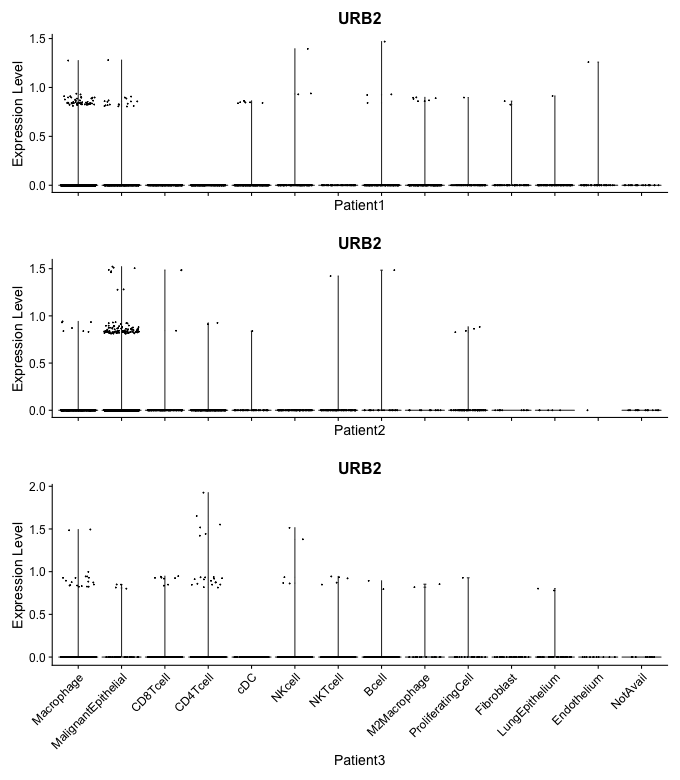 URB2
Expression Level
1.5
1.0
0.5
0.0
Patient1
URB2
Expression Level
1.5
1.0
0.5
0.0
Patient2
URB2
Expression Level
2.0
1.5
1.0
0.5
0.0
Macrophage
MalignantEpithelial
CD8Tcell
CD4Tcell
cDC
NKcell
NKTcell
Bcell
M2Macrophage
ProliferatingCell
Fibroblast
LungEpithelium
Endothelium
NotAvail
Patient3